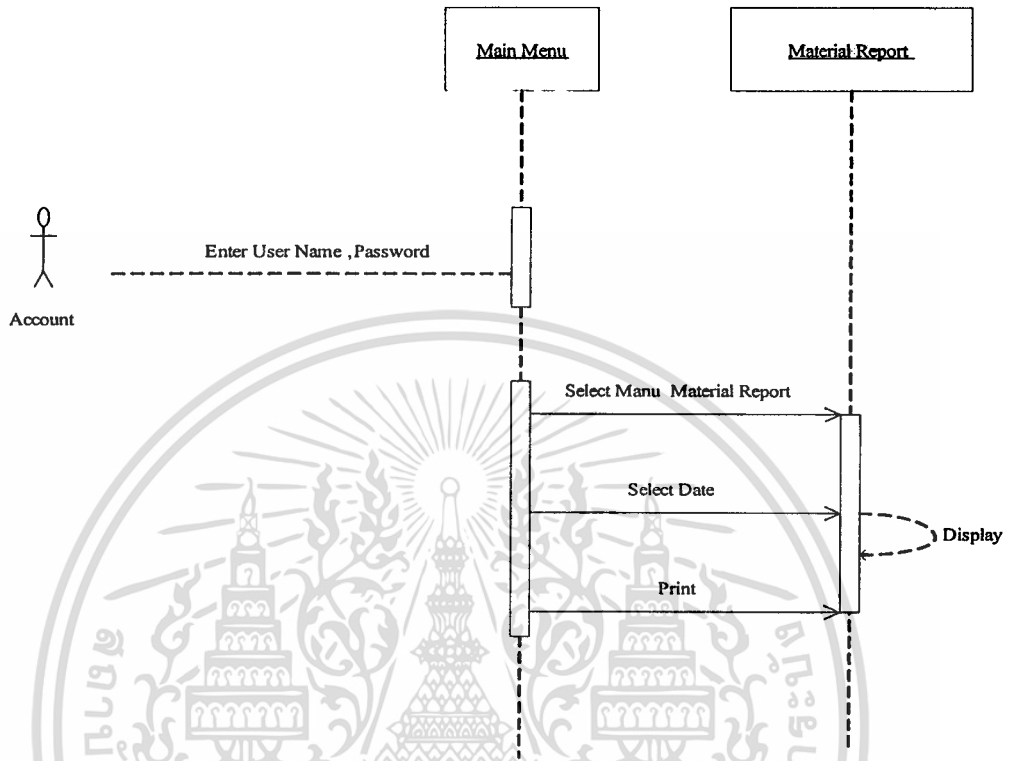 Main Menu
Material Report
Enter User Name ,Password
Account
Select Manu Material Report
Select Date
Display
Print